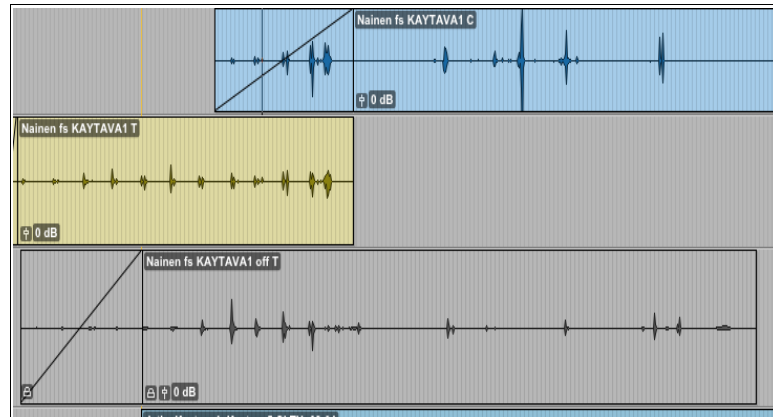 Nainen fs KAYTAVA1 C
0 dB
Nainen fs KAYTAVA1 T
0 dB
Nainen fs KAYTAVA1 off T
0 dB